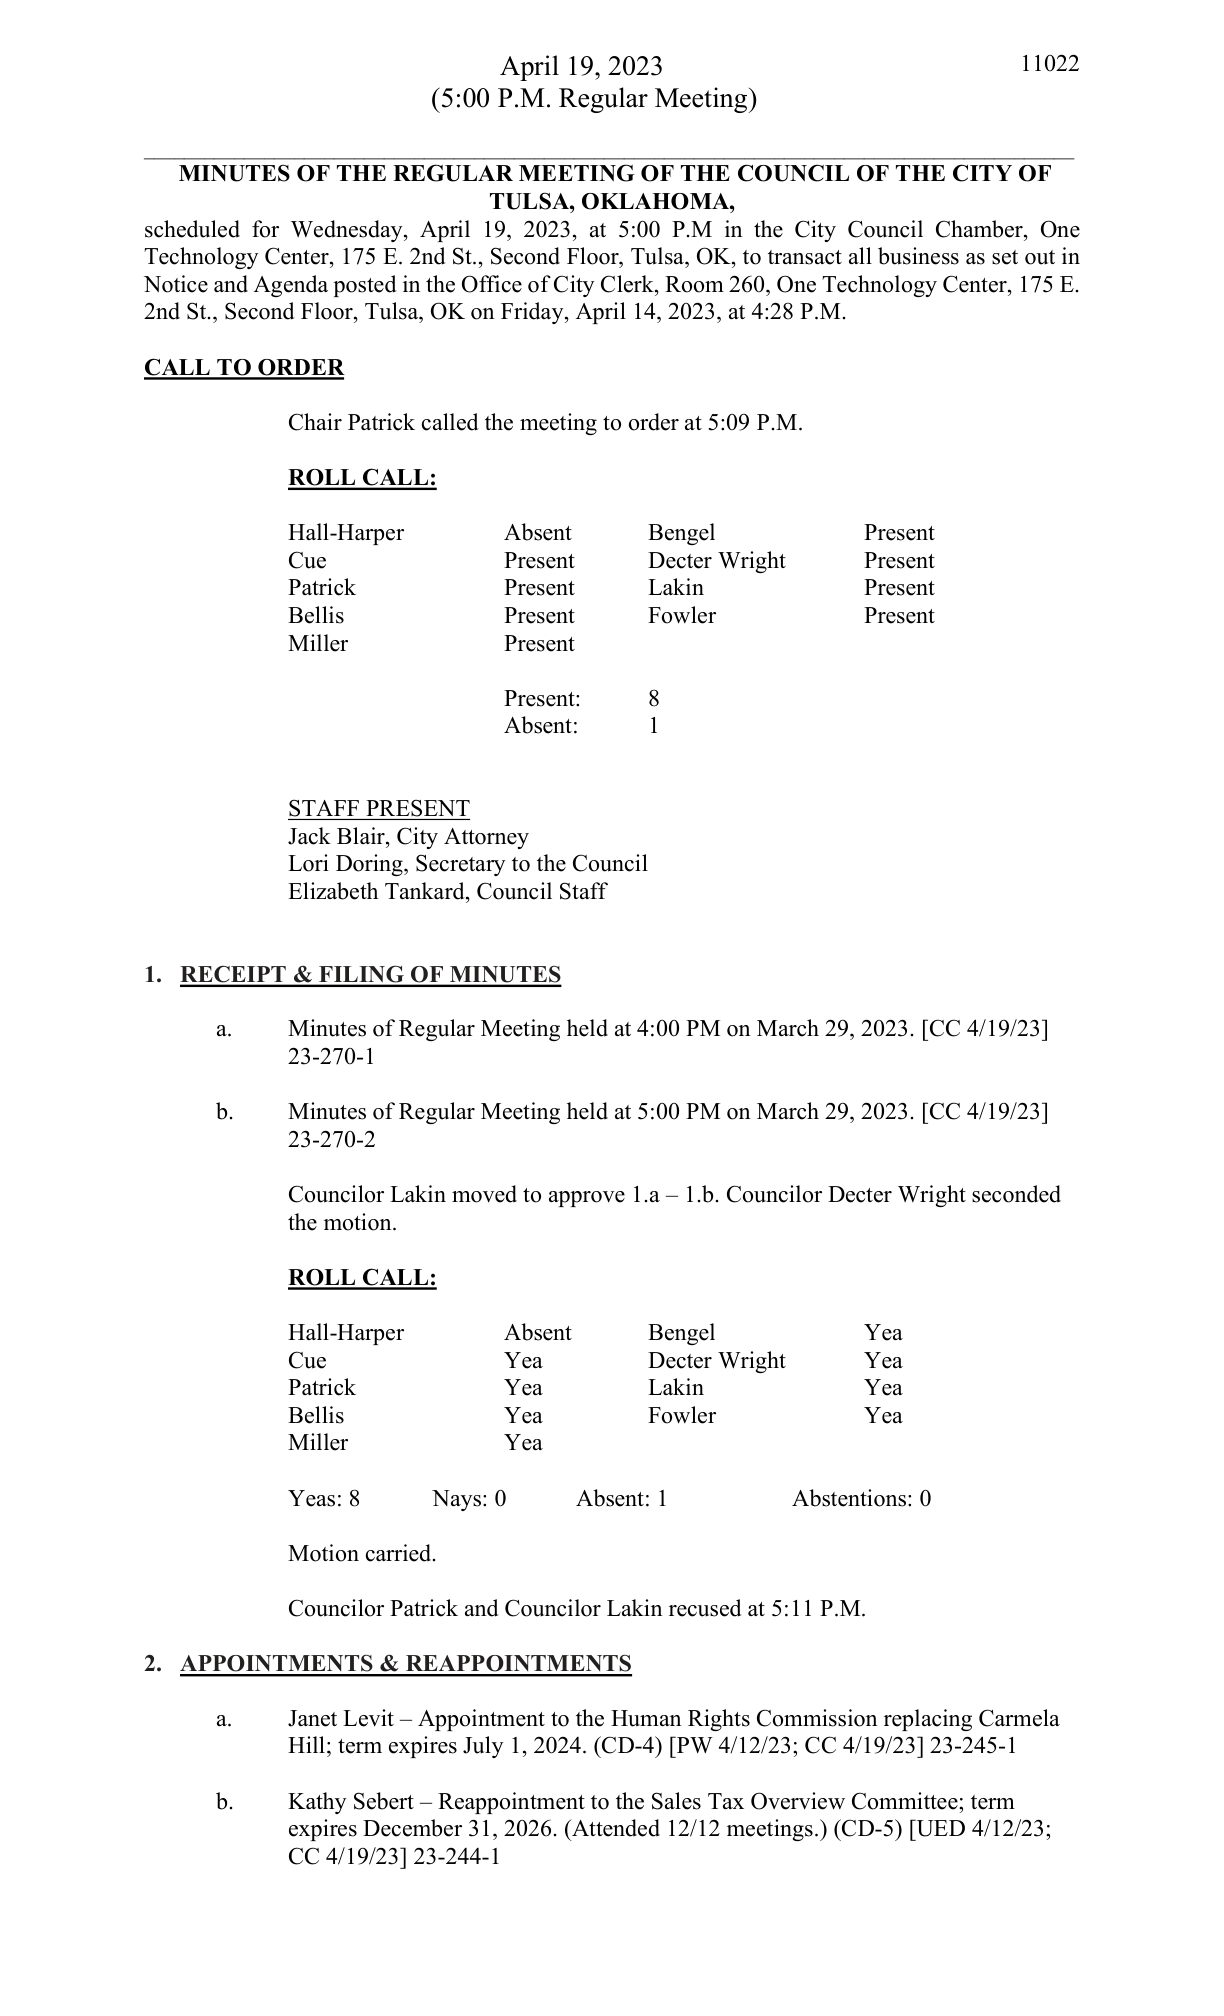 April 19, 2023 11022
(5:00 P.M. Regular Meeting)
MINUTES OF THE REGULAR MEETING OF THE COUNCIL OF THE CITY OF
TULSA, OKLAHOMA,
scheduled for Wednesday, April 19, 2023, at 5:00 P.M in the City Council Chamber, One
Technology Center, 175 E. 2nd St., Second Floor, Tulsa, OK, to transact all business as set out in
Notice and Agenda posted in the Office of City Clerk, Room 260, One Technology Center, 175 E.
2nd St., Second Floor, Tulsa, OK on Friday, April 14, 2023, at 4:28 P.M.
CALL TO ORDER
Chair Patrick called the meeting to order at 5:09 P.M.
ROLL CALL:
Hall-Harper Absent Bengel Present
Cue Present Decter Wright Present
Patrick Present Lakin Present
Bellis Present Fowler Present
Miller Present
Present: 8
Absent: 1
STAFF PRESENT
Jack Blair, City Attorney
Lori Doring, Secretary to the Council
Elizabeth Tankard, Council Staff
1. RECEIPT & FILING OF MINUTES
a. Minutes of Regular Meeting held at 4:00 PM on March 29, 2023. [CC 4/19/23]
23-270-1
b. Minutes of Regular Meeting held at 5:00 PM on March 29, 2023. [CC 4/19/23]
23-270-2
Councilor Lakin moved to approve 1.a – 1.b. Councilor Decter Wright seconded
the motion.
ROLL CALL:
Hall-Harper Absent Bengel Yea
Cue Yea Decter Wright Yea
Patrick Yea Lakin Yea
Bellis Yea Fowler Yea
Miller Yea
Yeas: 8 Nays: 0 Absent: 1 Abstentions: 0
Motion carried.
Councilor Patrick and Councilor Lakin recused at 5:11 P.M.
2. APPOINTMENTS & REAPPOINTMENTS
a. Janet Levit – Appointment to the Human Rights Commission replacing Carmela
Hill; term expires July 1, 2024. (CD-4) [PW 4/12/23; CC 4/19/23] 23-245-1
b. Kathy Sebert – Reappointment to the Sales Tax Overview Committee; term
expires December 31, 2026. (Attended 12/12 meetings.) (CD-5) [UED 4/12/23;
CC 4/19/23] 23-244-1